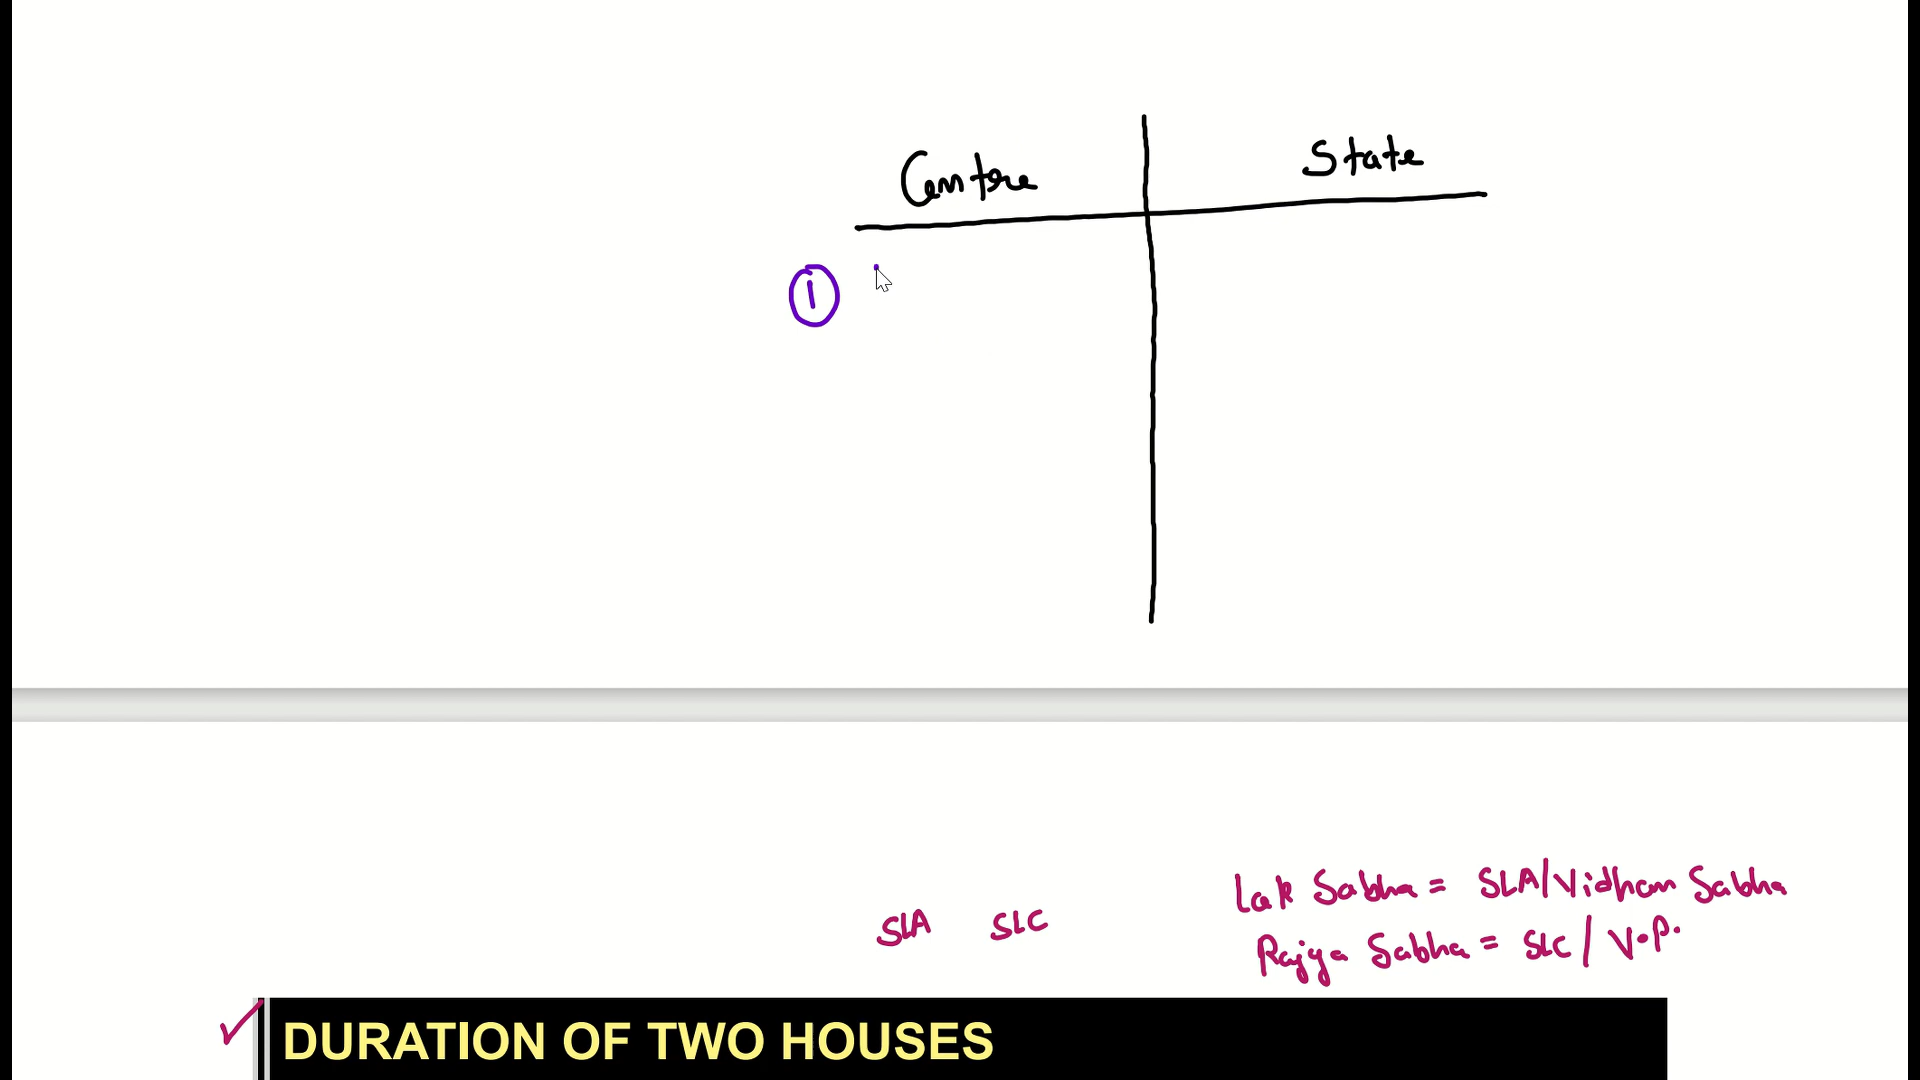 Centre State
1
Lok Sabha = SLA/Vidhan Sabha
SLA SLC
Rajya Sabha = SLC / V.P.
DURATION OF TWO HOUSES